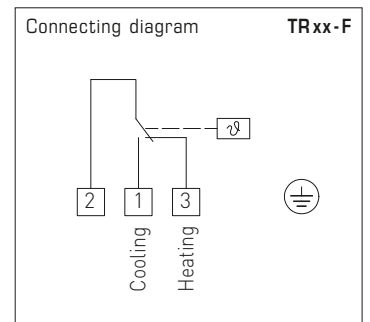 Connecting diagram TRxx-F
ϑ
2 1 3
Cooling
Heating